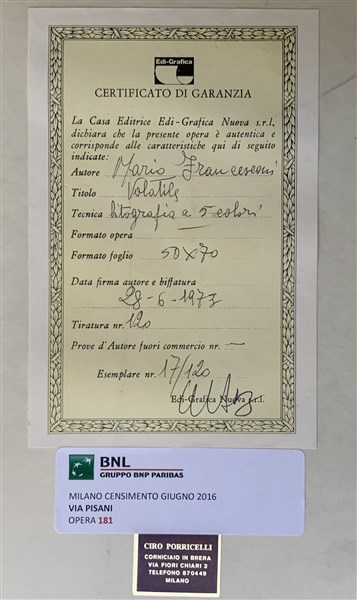 Edi-Grafica
CERTIFICATO DI GARANZIA
La Casa Editrice Edi-Grafica Nuova s.r.l.
dichiara che la presente opera è autentica e
corrisponde alle caratteristiche qui di seguito
indicate:
Autore Mario Francesconi
Titolo Volatile
Tecnica litografia a 5 colori
Formato opera
Formato foglio 50x70
Data firma autore e biffatura
28-6-1973
Tiratura nr. 120
Prove d'Autore fuori commercio nr. —
Esemplare nr. 17/120
Edi-Grafica Nuova s.r.l.
BNL
GRUPPO BNP PARIBAS
MILANO CENSIMENTO GIUGNO 2016
VIA PISANI
OPERA 181
CIRO PORRICELLI
CORNICIAIO IN BRERA
VIA FIORI CHIARI 2
TELEFONO 870449
MILANO